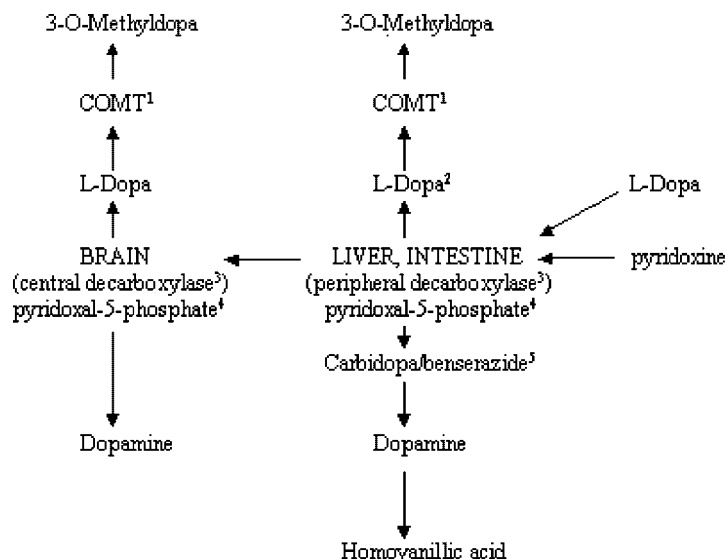 3-O-Methyldopa 3-O-Methyldopa
COMT¹ COMT¹
L-Dopa L-Dopa² L-Dopa
BRAIN LIVER, INTESTINE pyridoxine
(central decarboxylase³) (peripheral decarboxylase³)
pyridoxal-5-phosphate⁴ pyridoxal-5-phosphate⁴
Carbidopa/benserazide⁵
Dopamine Dopamine
Homovanillic acid